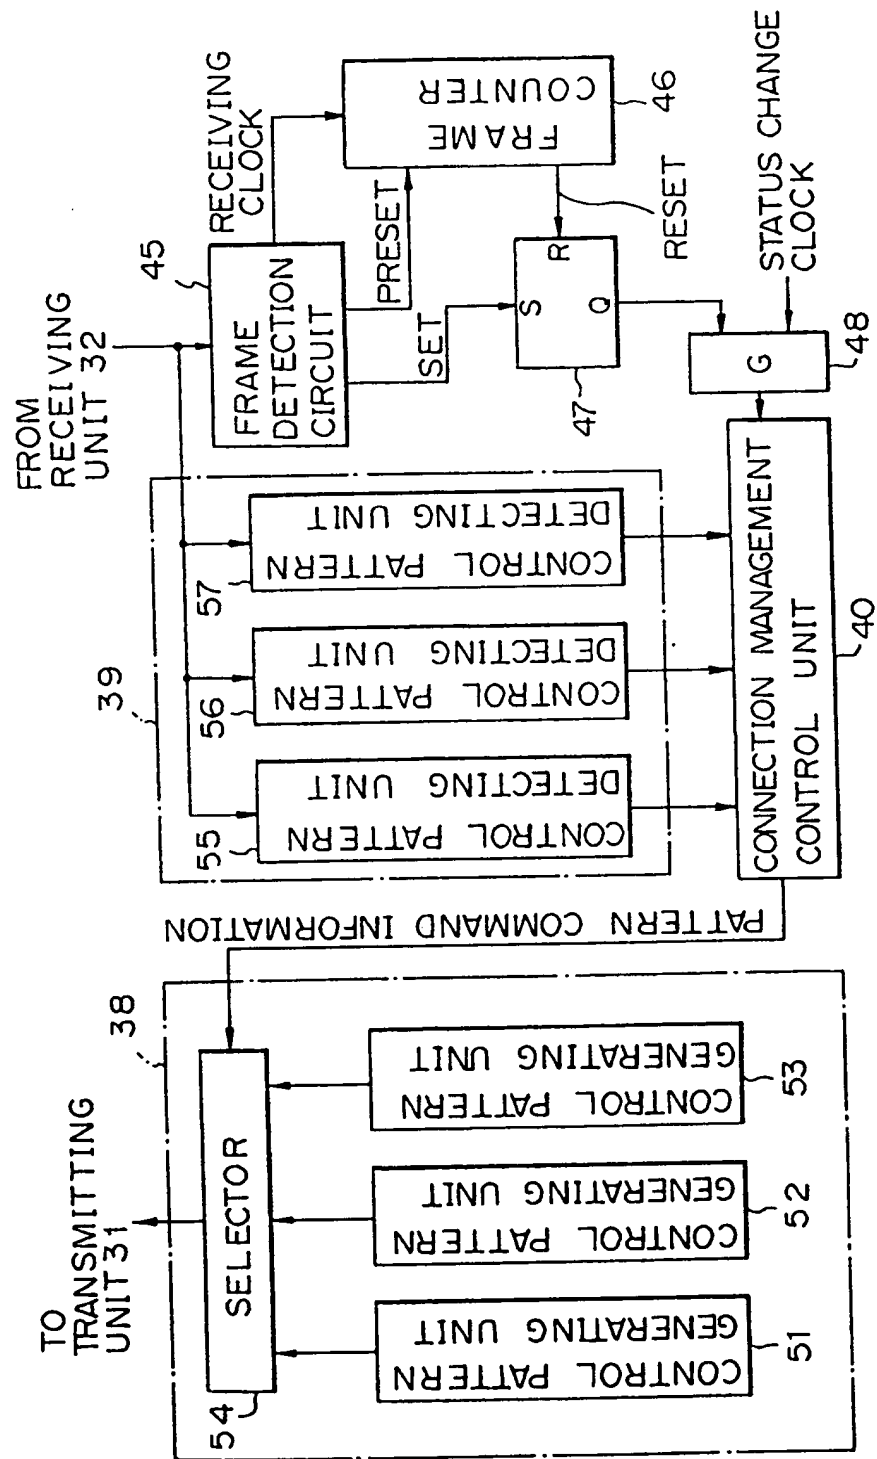 TO
TRANSMITTING
UNIT 31
38
54
SELECTOR
CONTROL PATTERN
GENERATING UNIT
51
CONTROL PATTERN
GENERATING UNIT
52
CONTROL PATTERN
GENERATING UNIT
53
PATTERN COMMAND INFORMATION
39
55
CONTROL PATTERN
DETECTING UNIT
56
CONTROL PATTERN
DETECTING UNIT
57
CONTROL PATTERN
DETECTING UNIT
CONNECTION MANAGEMENT
CONTROL UNIT
40
FROM
RECEIVING
UNIT 32
45
FRAME
DETECTION
CIRCUIT
RECEIVING
CLOCK
PRESET
SET
FRAME
COUNTER
46
RESET
S
R
Q
47
G
48
STATUS CHANGE
CLOCK